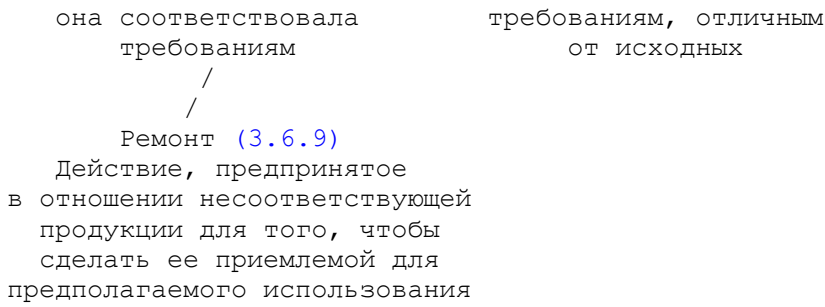 она соответствовала требованиям, отличным
требованиям от исходных
/
/
Ремонт (3.6.9)
Действие, предпринятое
в отношении несоответствующей
продукции для того, чтобы
сделать ее приемлемой для
предполагаемого использования